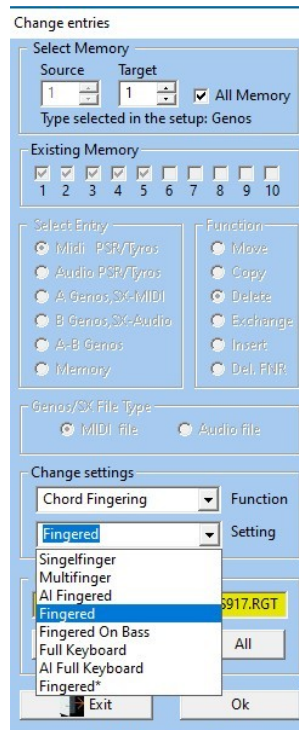 Change entries
Select Memory
Source Target
1 1 All Memory
Type selected in the setup: Genos
Existing Memory
1 2 3 4 5 6 7 8 9 10
Select Entry Function
Midi PSR/Tyros Move
Audio PSR/Tyros Copy
A Genos,SX-MIDI Delete
B Genos,SX-Audio Exchange
A-B Genos Insert
Memory Del. FNR
Genos/SX File Type
MIDI file Audio file
Change settings
Chord Fingering Function
Fingered Setting
Singelfinger
Multifinger
AI Fingered
Fingered S917.RGT
Fingered On Bass
Full Keyboard All
AI Full Keyboard
Fingered*
Exit Ok